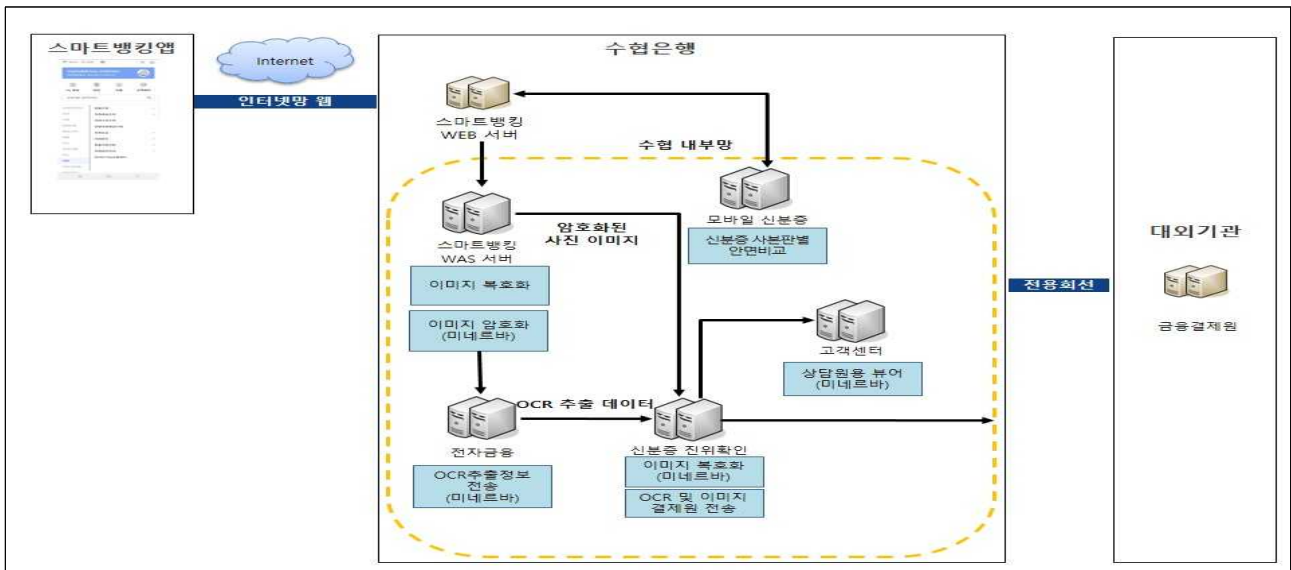 스마트뱅킹앱
Internet
인터넷망 웹
수협은행
스마트뱅킹
WEB 서버
수협 내부망
스마트뱅킹
WAS 서버
이미지 복호화
이미지 암호화
(미네르바)
암호화된
사진 이미지
모바일 신분증
신분증 사본판별
안면비교
고객센터
상담원용 뷰어
(미네르바)
OCR 추출 데이터
전자금융
OCR추출정보
전송
(미네르바)
신분증 진위확인
이미지 복호화
(미네르바)
OCR 및 이미지
결제원 전송
전용회선
대외기관
금융결제원